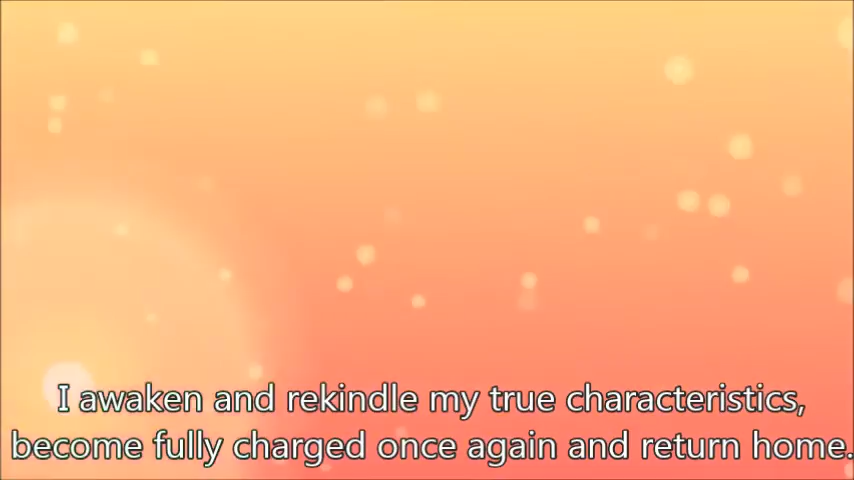 I awaken and rekindle my true characteristics,
become fully charged once again and return home.